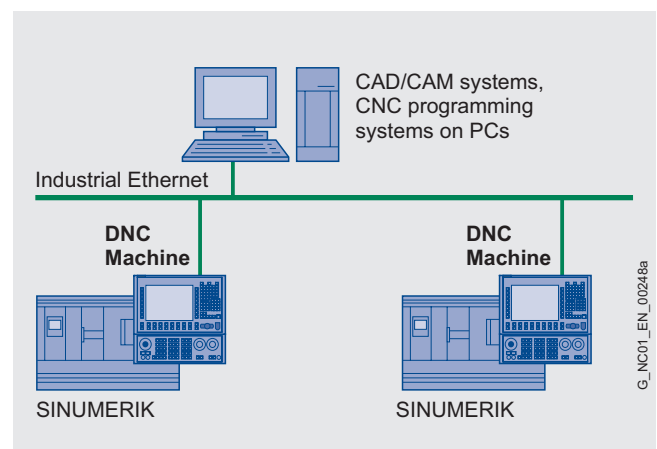 CAD/CAM systems,
CNC programming
systems on PCs
Industrial Ethernet
DNC
Machine
DNC
Machine
SINUMERIK
SINUMERIK
G_NC01_EN_00248a